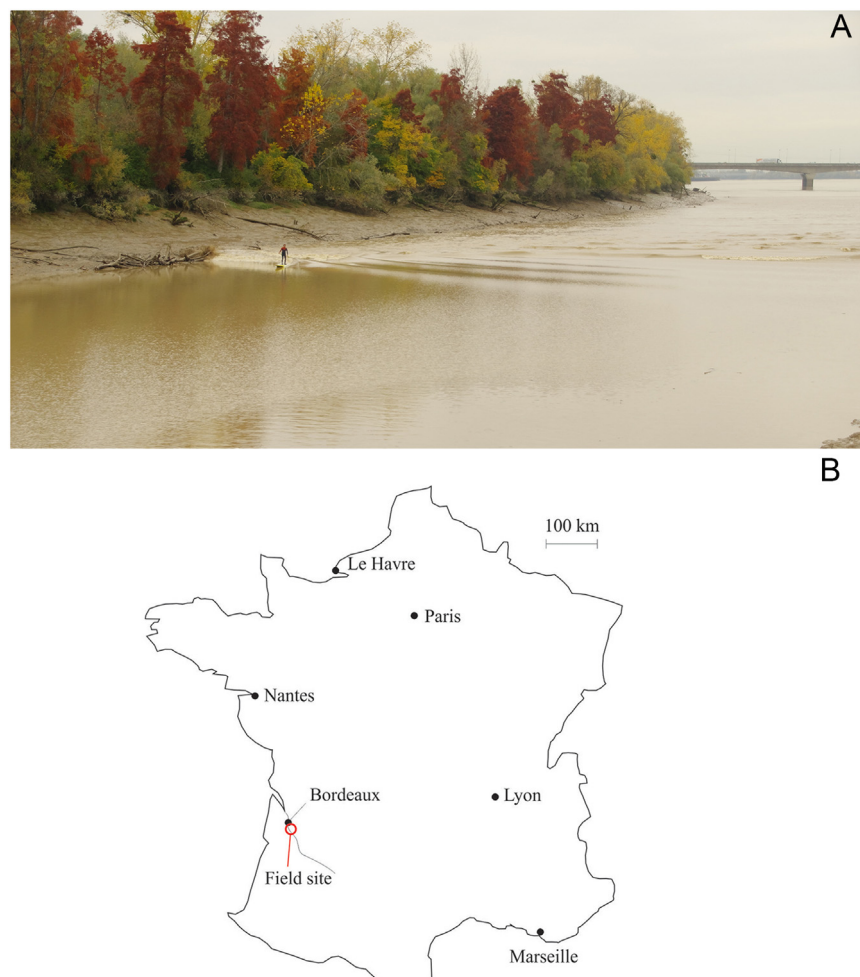 A
B
100 km
Le Havre
Paris
Nantes
Bordeaux
Lyon
Field site
Marseille